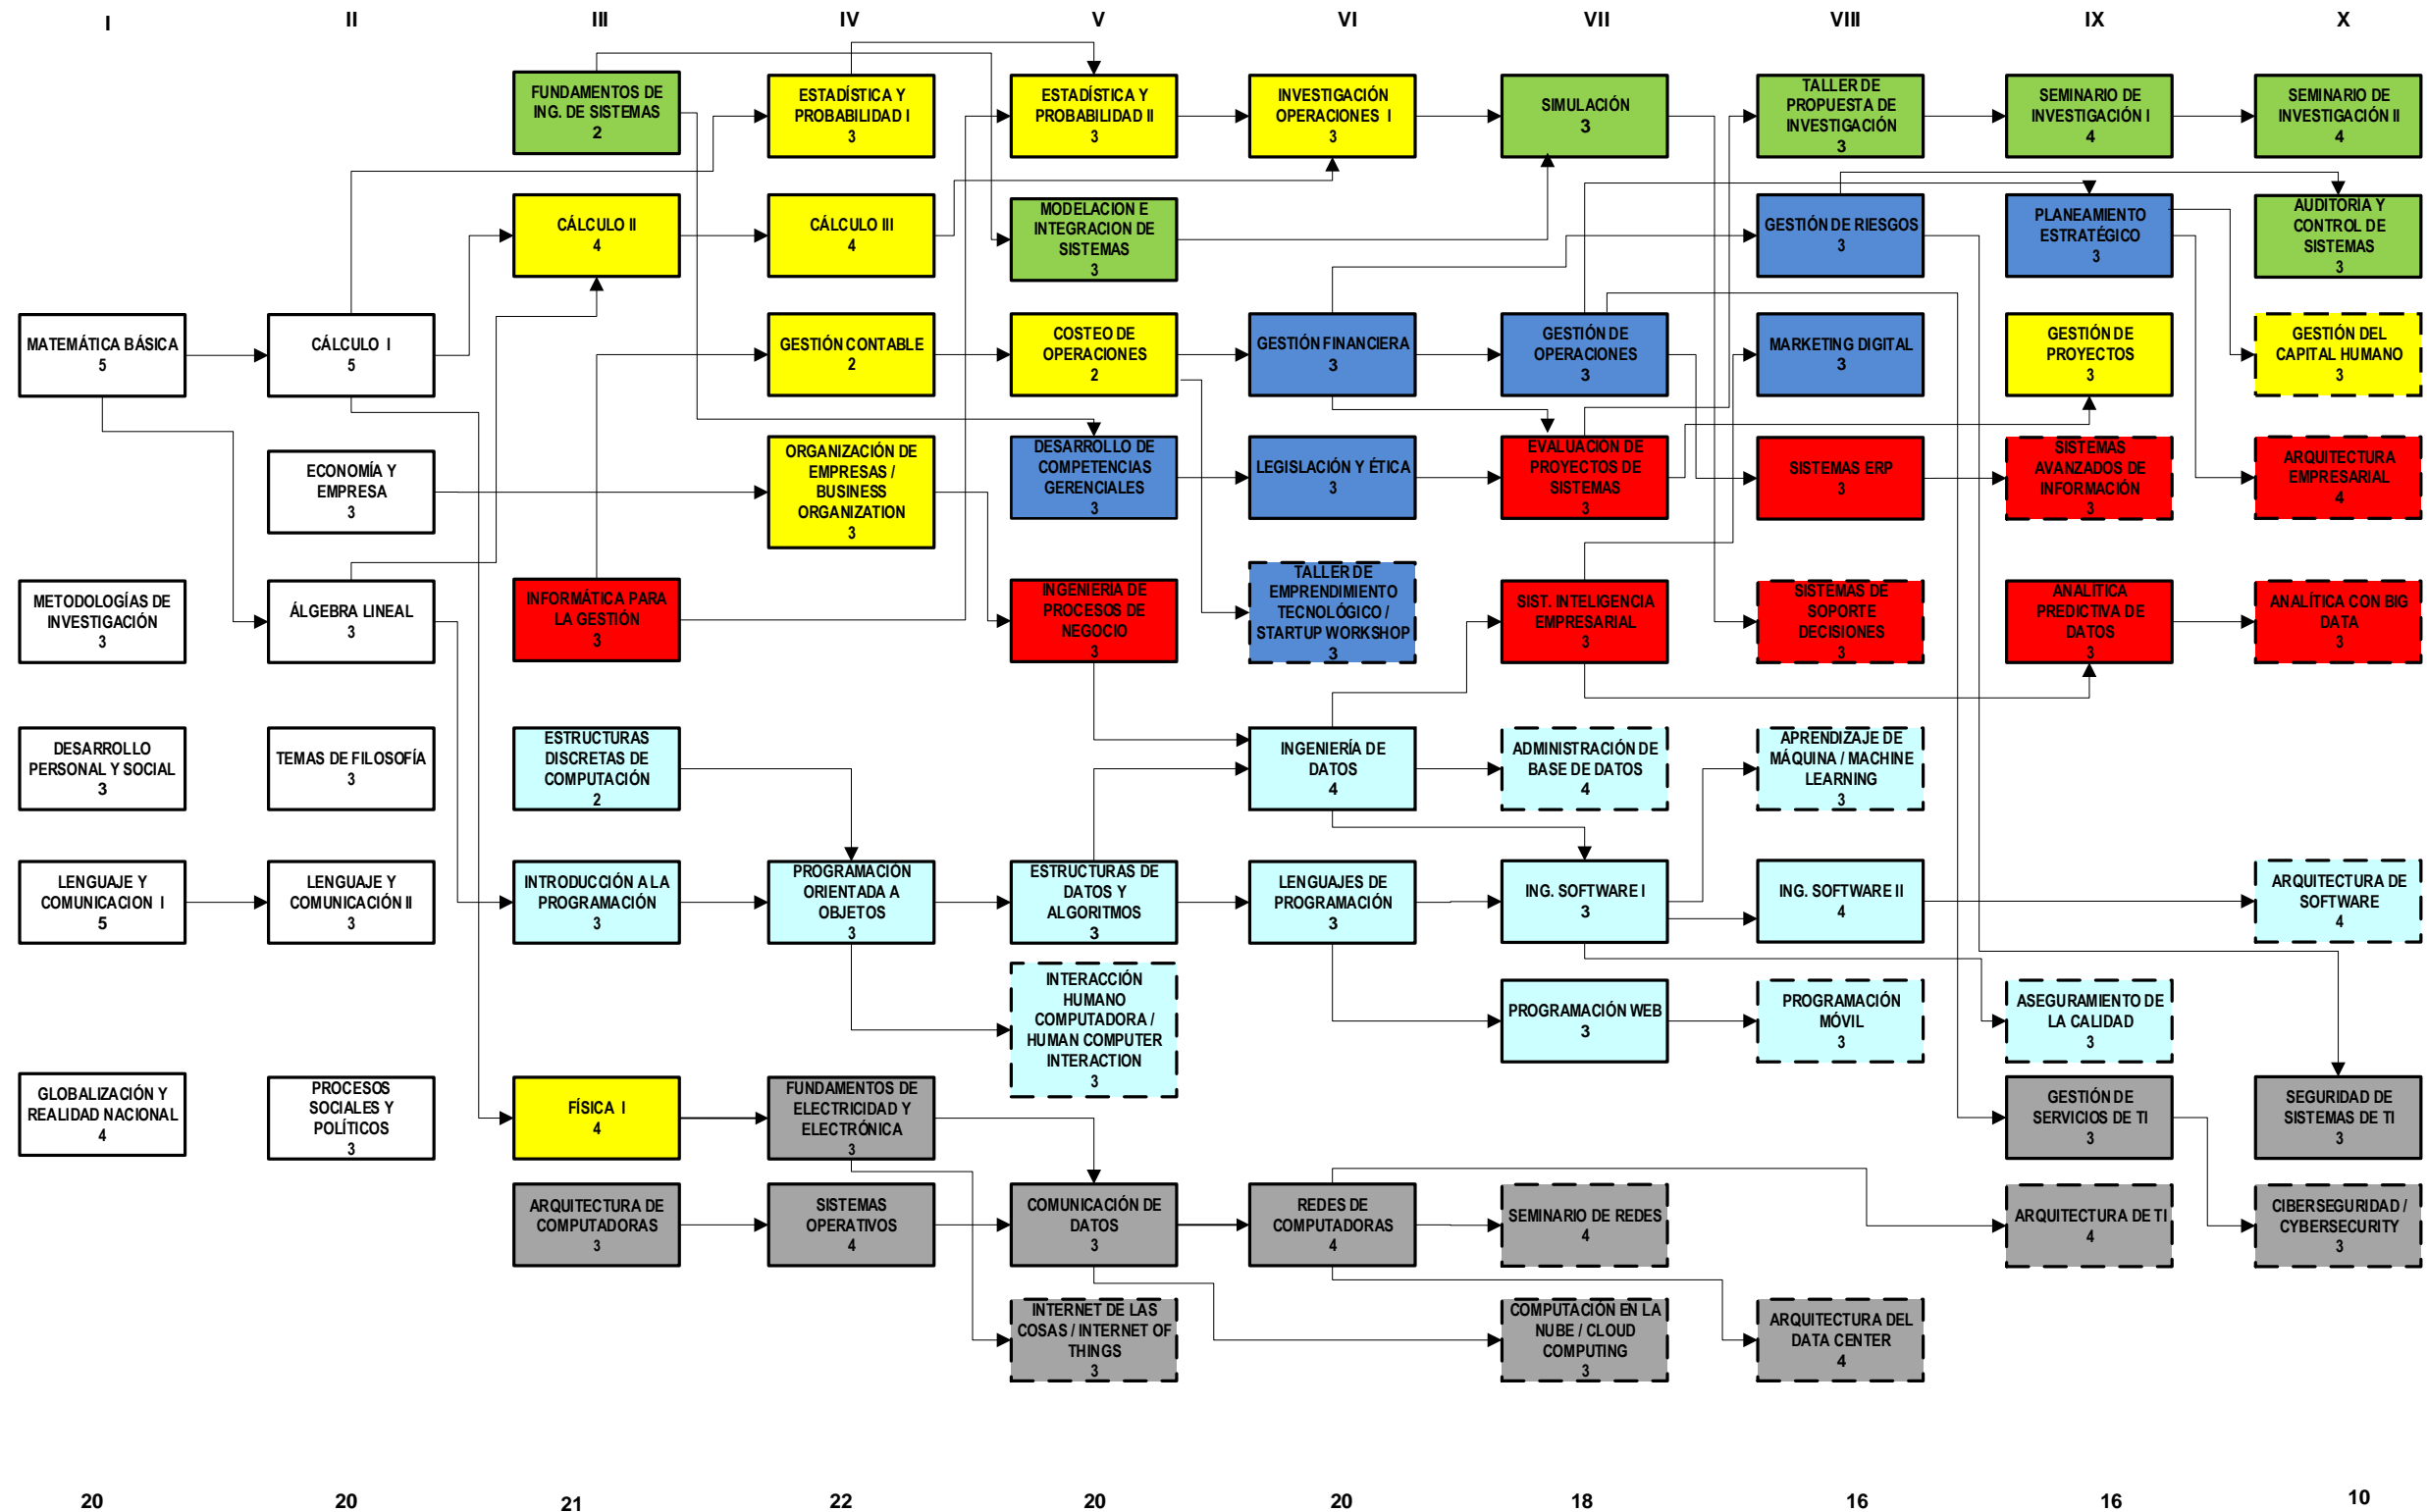 I
II
III
IV
V
VI
VII
VIII
IX
X
FUNDAMENTOS DE
ING. DE SISTEMAS
2
ESTADÍSTICA Y
PROBABILIDAD I
3
ESTADÍSTICA Y
PROBABILIDAD II
3
INVESTIGACIÓN
OPERACIONES I
3
SIMULACIÓN
3
TALLER DE
PROPUESTA DE
INVESTIGACIÓN
3
SEMINARIO DE
INVESTIGACIÓN I
4
SEMINARIO DE
INVESTIGACIÓN II
4
CÁLCULO II
4
CÁLCULO III
4
MODELACION E
INTEGRACION DE
SISTEMAS
3
GESTIÓN DE RIESGOS
3
PLANEAMIENTO
ESTRATÉGICO
3
AUDITORIA Y
CONTROL DE
SISTEMAS
3
MATEMÁTICA BÁSICA
5
CÁLCULO I
5
GESTIÓN CONTABLE
2
COSTEO DE
OPERACIONES
2
GESTIÓN FINANCIERA
3
GESTIÓN DE
OPERACIONES
3
MARKETING DIGITAL
3
GESTIÓN DE
PROYECTOS
3
GESTIÓN DEL
CAPITAL HUMANO
3
ECONOMÍA Y
EMPRESA
3
ORGANIZACIÓN DE
EMPRESAS /
BUSINESS
ORGANIZATION
3
DESARROLLO DE
COMPETENCIAS
GERENCIALES
3
LEGISLACIÓN Y ÉTICA
3
EVALUACIÓN DE
PROYECTOS DE
SISTEMAS
3
SISTEMAS ERP
3
SISTEMAS
AVANZADOS DE
INFORMACIÓN
3
ARQUITECTURA
EMPRESARIAL
4
METODOLOGÍAS DE
INVESTIGACIÓN
3
ÁLGEBRA LINEAL
3
INFORMÁTICA PARA
LA GESTIÓN
3
INGENIERÍA DE
PROCESOS DE
NEGOCIO
3
TALLER DE
EMPRENDIMIENTO
TECNOLÓGICO /
STARTUP WORKSHOP
3
SIST. INTELIGENCIA
EMPRESARIAL
3
SISTEMAS DE
SOPORTE
DECISIONES
3
ANALÍTICA
PREDICTIVA DE
DATOS
3
ANALÍTICA CON BIG
DATA
3
DESARROLLO
PERSONAL Y SOCIAL
3
TEMAS DE FILOSOFÍA
3
ESTRUCTURAS
DISCRETAS DE
COMPUTACIÓN
2
INGENIERÍA DE
DATOS
4
ADMINISTRACIÓN DE
BASE DE DATOS
4
APRENDIZAJE DE
MÁQUINA / MACHINE
LEARNING
3
LENGUAJE Y
COMUNICACION I
5
LENGUAJE Y
COMUNICACIÓN II
3
INTRODUCCIÓN A LA
PROGRAMACIÓN
3
PROGRAMACIÓN
ORIENTADA A
OBJETOS
3
ESTRUCTURAS DE
DATOS Y
ALGORITMOS
3
LENGUAJES DE
PROGRAMACIÓN
3
ING. SOFTWARE I
3
ING. SOFTWARE II
4
ARQUITECTURA DE
SOFTWARE
4
INTERACCIÓN
HUMANO
COMPUTADORA /
HUMAN COMPUTER
INTERACTION
3
PROGRAMACIÓN WEB
3
PROGRAMACIÓN
MÓVIL
3
ASEGURAMIENTO DE
LA CALIDAD
3
GLOBALIZACIÓN Y
REALIDAD NACIONAL
4
PROCESOS
SOCIALES Y
POLÍTICOS
3
FÍSICA I
4
FUNDAMENTOS DE
ELECTRICIDAD Y
ELECTRÓNICA
3
GESTIÓN DE
SERVICIOS DE TI
3
SEGURIDAD DE
SISTEMAS DE TI
3
ARQUITECTURA DE
COMPUTADORAS
3
SISTEMAS
OPERATIVOS
4
COMUNICACIÓN DE
DATOS
3
REDES DE
COMPUTADORAS
4
SEMINARIO DE REDES
4
ARQUITECTURA DE TI
4
CIBERSEGURIDAD /
CYBERSECURITY
3
INTERNET DE LAS
COSAS / INTERNET OF
THINGS
3
COMPUTACIÓN EN LA
NUBE / CLOUD
COMPUTING
3
ARQUITECTURA DEL
DATA CENTER
4
20
20
21
22
20
20
18
16
16
10